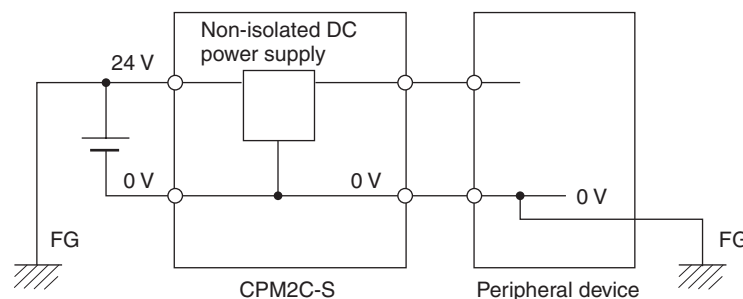 Non-isolated DC
power supply
24 V
0 V
0 V
0 V
FG
FG
CPM2C-S
Peripheral device